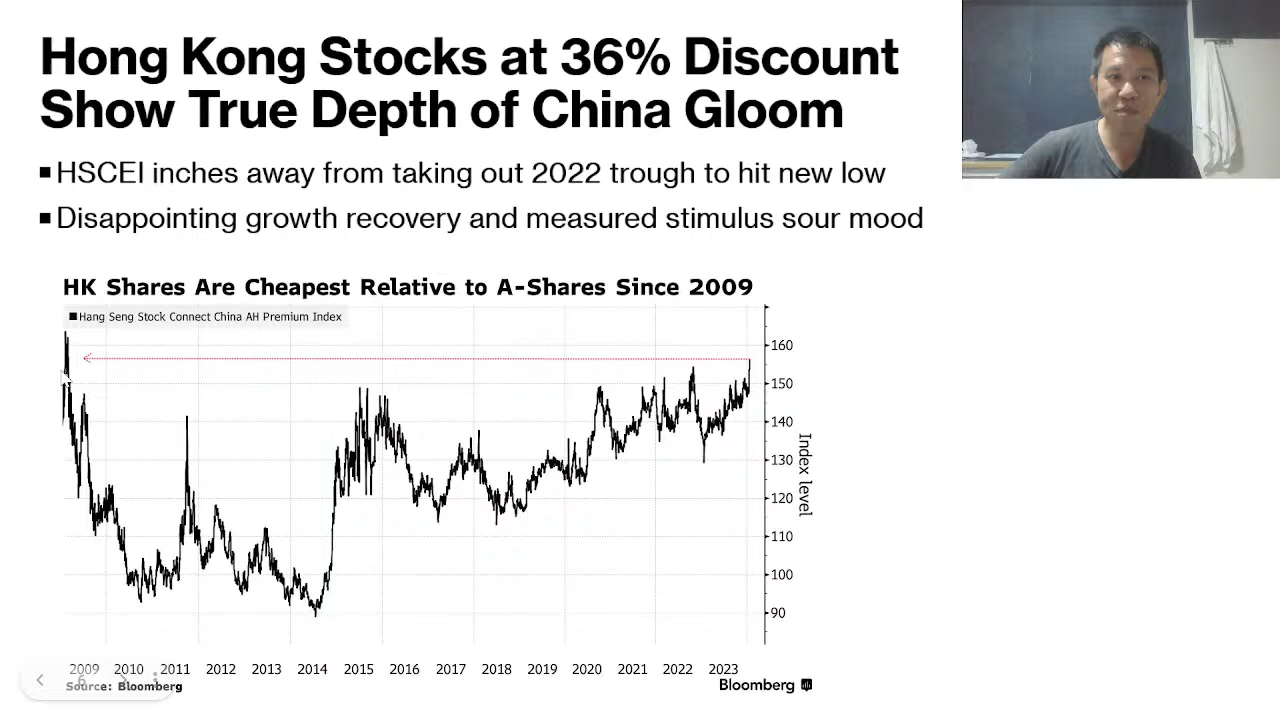 Hong Kong Stocks at 36% Discount
Show True Depth of China Gloom
▪ HSCEI inches away from taking out 2022 trough to hit new low
▪ Disappointing growth recovery and measured stimulus sour mood
HK Shares Are Cheapest Relative to A-Shares Since 2009
■Hang Seng Stock Connect China AH Premium Index
160
150
140
130
120
110
100
90
Index level
2009 2010 2011 2012 2013 2014 2015 2016 2017 2018 2019 2020 2021 2022 2023
6
Source: Bloomberg
Bloomberg